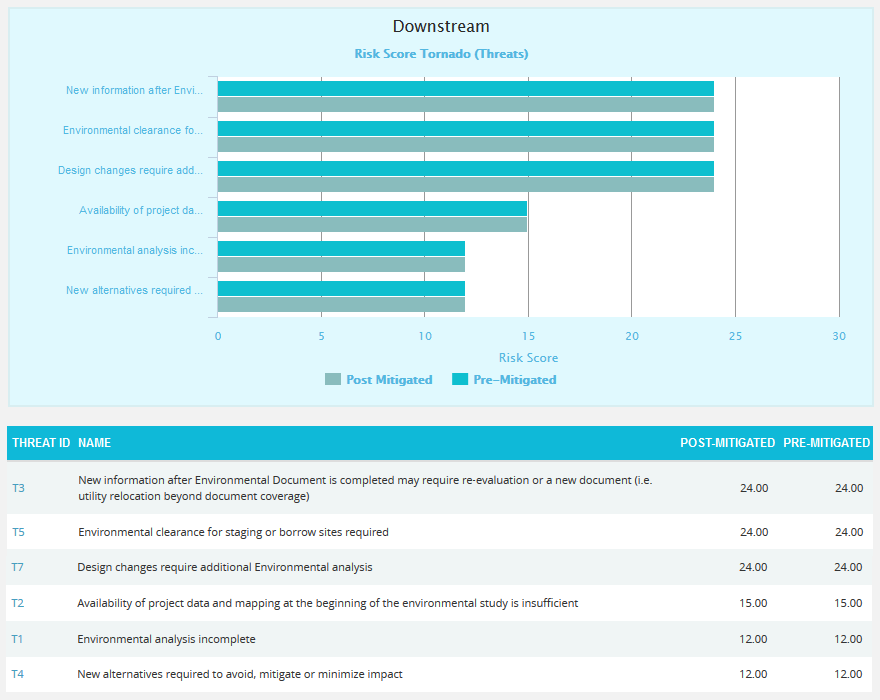 Downstream
Risk Score Tornado (Threats)
New information after Envi...
Environmental clearance fo...
Design changes require add...
Availability of project da...
Environmental analysis inc...
New alternatives required ...
0 5 10 15 20 25 30
Risk Score
Post Mitigated Pre-Mitigated
THREAT ID NAME POST-MITIGATED PRE-MITIGATED
T3 New information after Environmental Document is completed may require re-evaluation or a new document (i.e.
utility relocation beyond document coverage) 24.00 24.00
T5 Environmental clearance for staging or borrow sites required 24.00 24.00
T7 Design changes require additional Environmental analysis 24.00 24.00
T2 Availability of project data and mapping at the beginning of the environmental study is insufficient 15.00 15.00
T1 Environmental analysis incomplete 12.00 12.00
T4 New alternatives required to avoid, mitigate or minimize impact 12.00 12.00